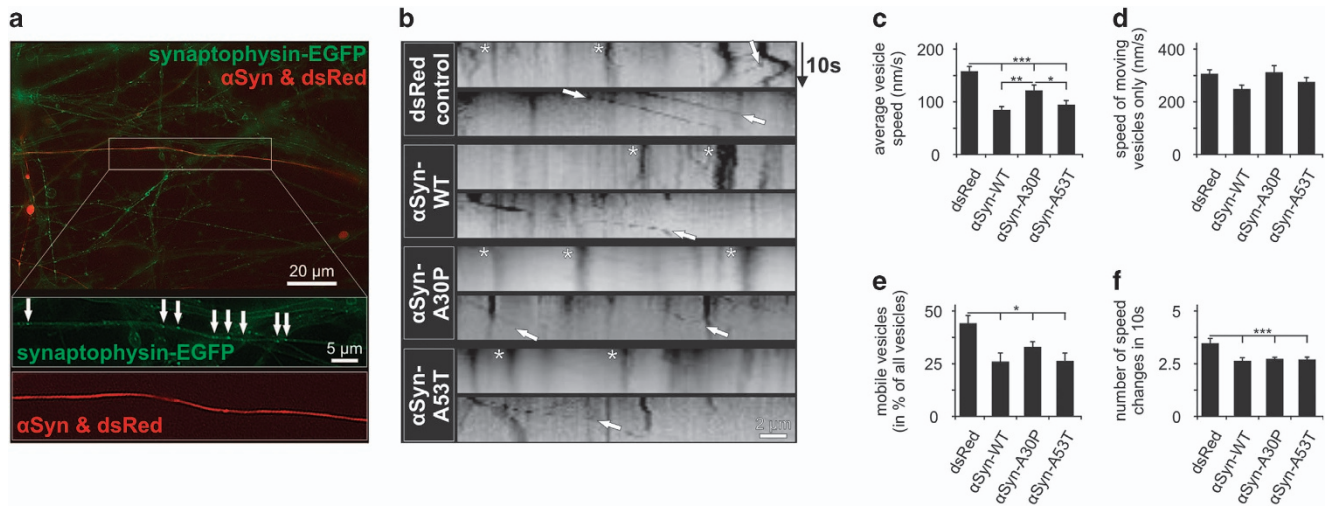 a
synaptophysin-EGFP
αSyn & dsRed
20 µm
synaptophysin-EGFP
5 µm
αSyn & dsRed
b
dsRed
control
αSyn-
WT
αSyn-
A30P
αSyn-
A53T
* *
* *
* * *
* *
10s
2 µm
c
average vesicle
speed (nm/s)
200
150
100
50
0
***
** *
dsRed
αSyn-WT
αSyn-A30P
αSyn-A53T
d
speed of moving
vesicles only (nm/s)
600
400
200
0
dsRed
αSyn-WT
αSyn-A30P
αSyn-A53T
e
mobile vesicles
(in % of all vesicles)
50
25
0
*
dsRed
αSyn-WT
αSyn-A30P
αSyn-A53T
f
number of speed
changes in 10s
5
2.5
0
***
dsRed
αSyn-WT
αSyn-A30P
αSyn-A53T